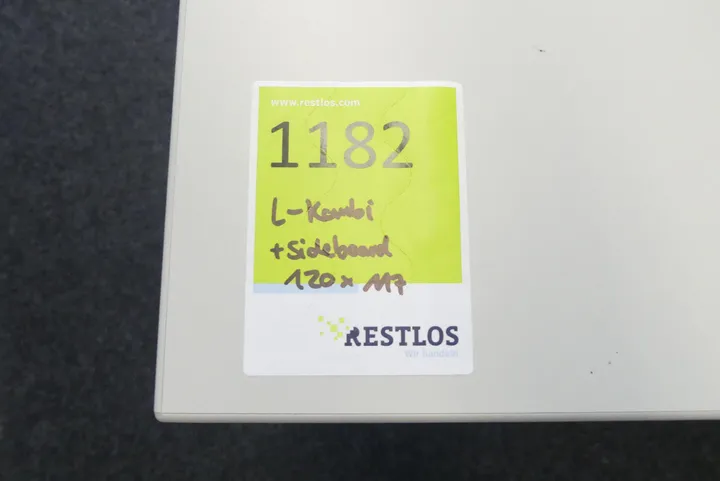 www.restlos.com
1182
L-Kombi
+ Sideboard
120 x 117
RESTLOS
Wir handeln